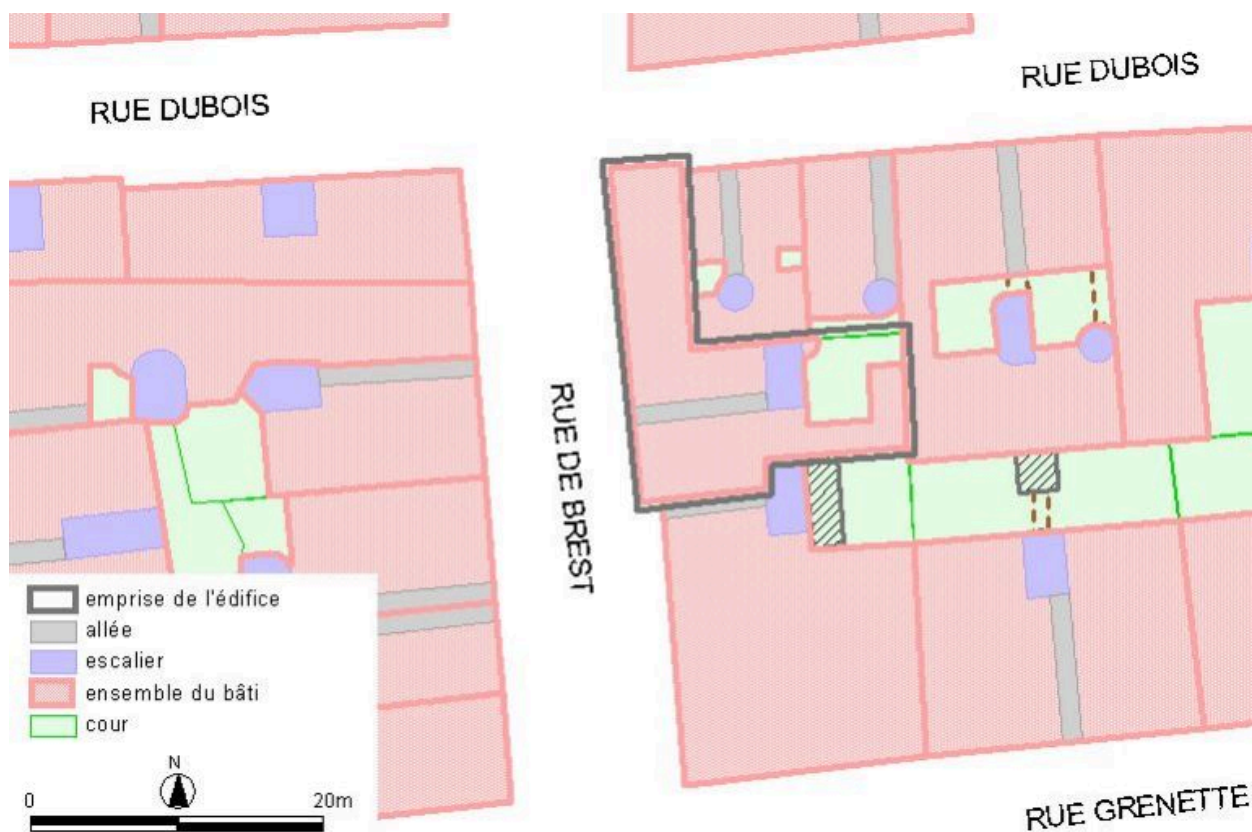 RUE DUBOIS
RUE DUBOIS
RUE DE BREST
emprise de l'édifice
allée
escalier
ensemble du bâti
cour
N
0 20m
RUE GRENETTE